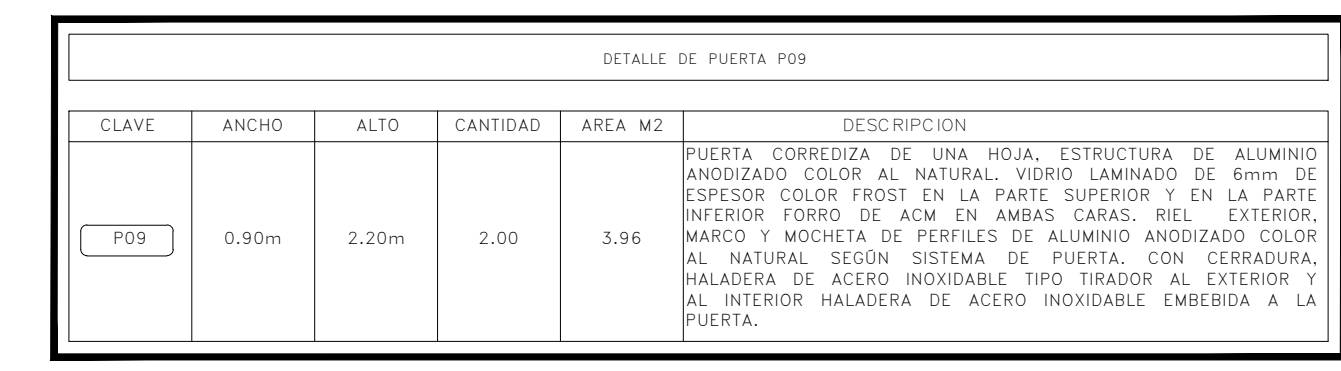 DETALLE DE PUERTA P09
CLAVE ANCHO ALTO CANTIDAD AREA M2 DESCRIPCION
P09 0.90m 2.20m 2.00 3.96
PUERTA CORREDIZA DE UNA HOJA, ESTRUCTURA DE ALUMINIO
ANODIZADO COLOR AL NATURAL. VIDRIO LAMINADO DE 6mm DE
ESPESOR COLOR FROST EN LA PARTE SUPERIOR Y EN LA PARTE
INFERIOR FORRO DE ACM EN AMBAS CARAS. RIEL EXTERIOR,
MARCO Y MOCHETA DE PERFILES DE ALUMINIO ANODIZADO COLOR
AL NATURAL SEGÚN SISTEMA DE PUERTA. CON CERRADURA,
HALADERA DE ACERO INOXIDABLE TIPO TIRADOR AL EXTERIOR Y
AL INTERIOR HALADERA DE ACERO INOXIDABLE EMBEBIDA A LA
PUERTA.